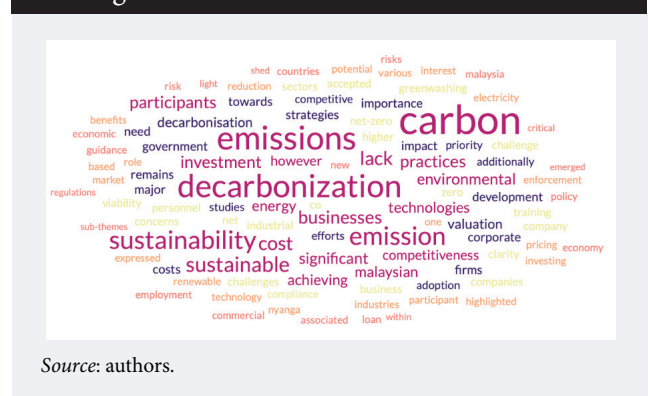 risks
shed countries potential various interest malaysia
risk light reduction sectors accepted greenwashing
participants towards competitive importance electricity
benefits decarbonisation strategies net-zero carbon critical
economic need emissions higher
guidance government impact priority challenge
based role investment however new lack practices additionally emerged
market remains decarbonization environmental enforcement
regulations major zero development policy
viability personnel studies energy co technologies training
sub-themes concerns net industrial businesses one valuation company
sustainability cost efforts emission corporate pricing economy
expressed significant competitiveness clarity investing
costs sustainable malaysian firms
renewable challenges achieving business adoption companies
employment technology compliance industries participant highlighted
commercial nyanga associated loan within
Source: authors.